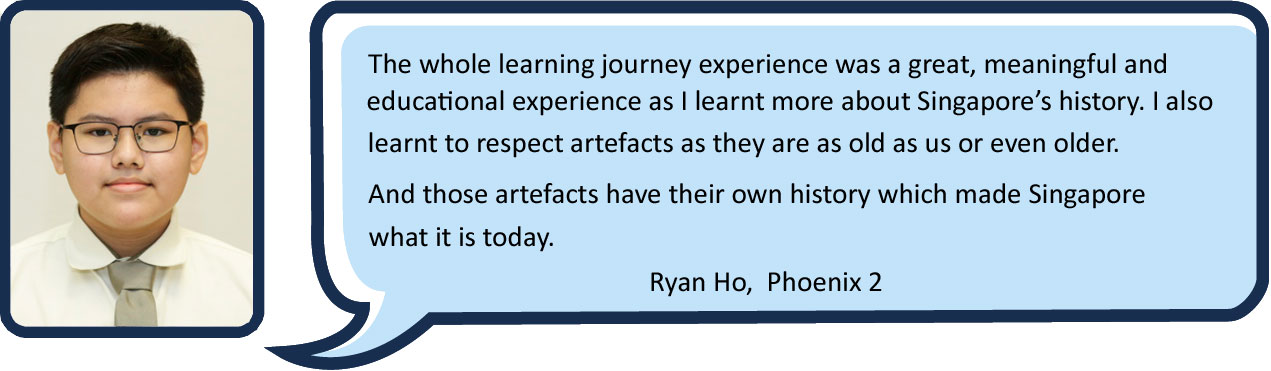 The whole learning journey experience was a great, meaningful and
educational experience as I learnt more about Singapore’s history. I also
learnt to respect artefacts as they are as old as us or even older.
And those artefacts have their own history which made Singapore
what it is today.
Ryan Ho,  Phoenix 2